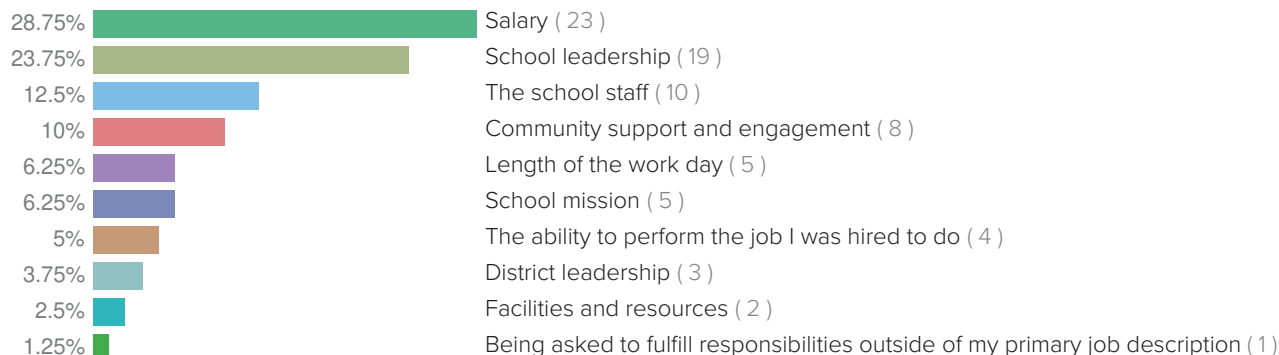 28.75% Salary ( 23 )
23.75% School leadership ( 19 )
12.5% The school staff ( 10 )
10% Community support and engagement ( 8 )
6.25% Length of the work day ( 5 )
6.25% School mission ( 5 )
5% The ability to perform the job I was hired to do ( 4 )
3.75% District leadership ( 3 )
2.5% Facilities and resources ( 2 )
1.25% Being asked to fulfill responsibilities outside of my primary job description ( 1 )